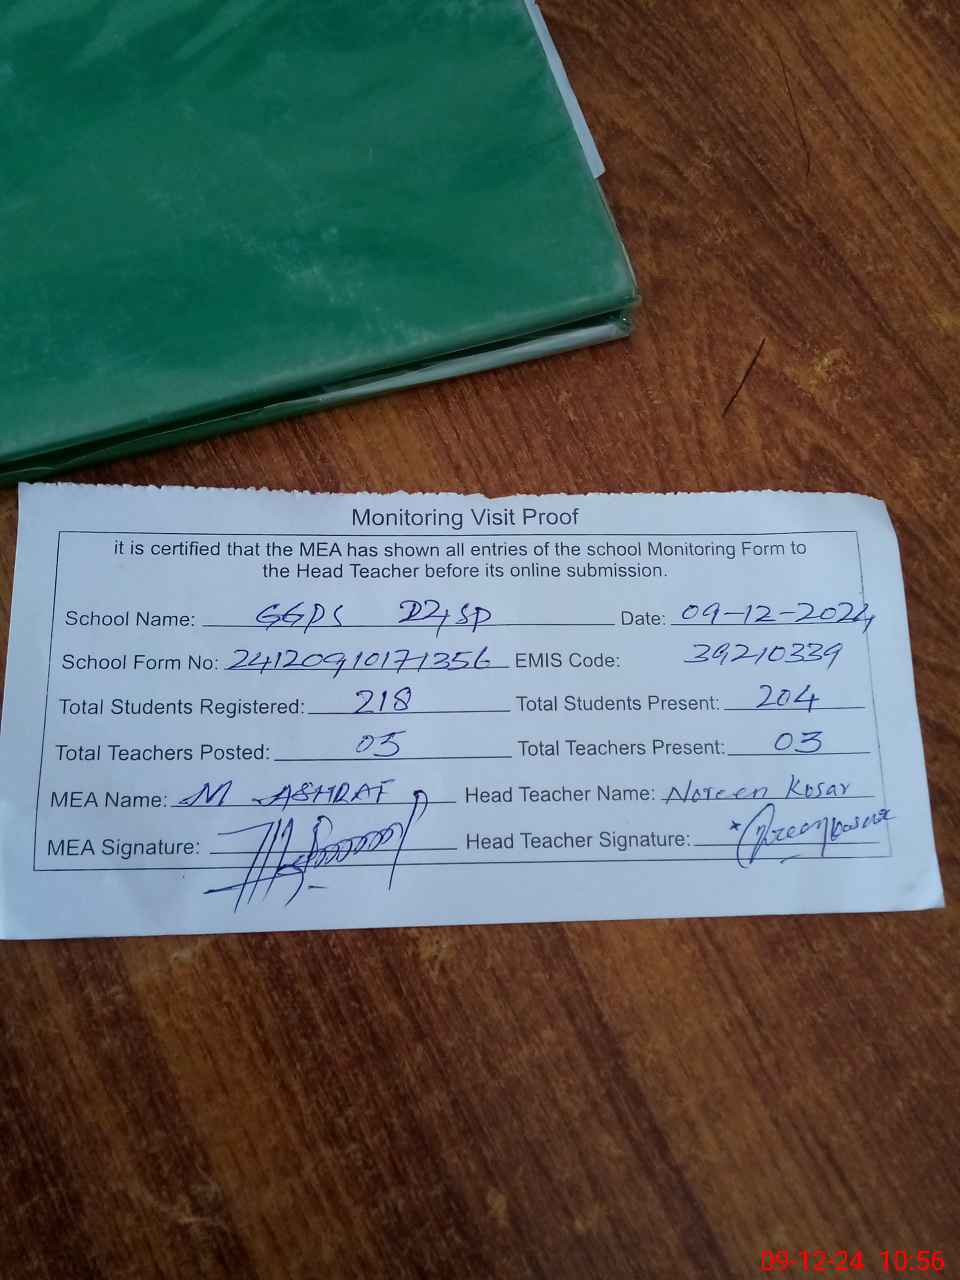 Monitoring Visit Proof
it is certified that the MEA has shown all entries of the school Monitoring Form to
the Head Teacher before its online submission.
School Name: GGPS Date: 09-12-2024
School Form No: 24120910171356 EMIS Code: 39210339
Total Students Registered: 218 Total Students Present: 204
Total Teachers Posted: 05 Total Teachers Present: 03
MEA Name: M ASHRAF Head Teacher Name: Noreen Kosar
MEA Signature: Head Teacher Signature:
09-12-24 10:56